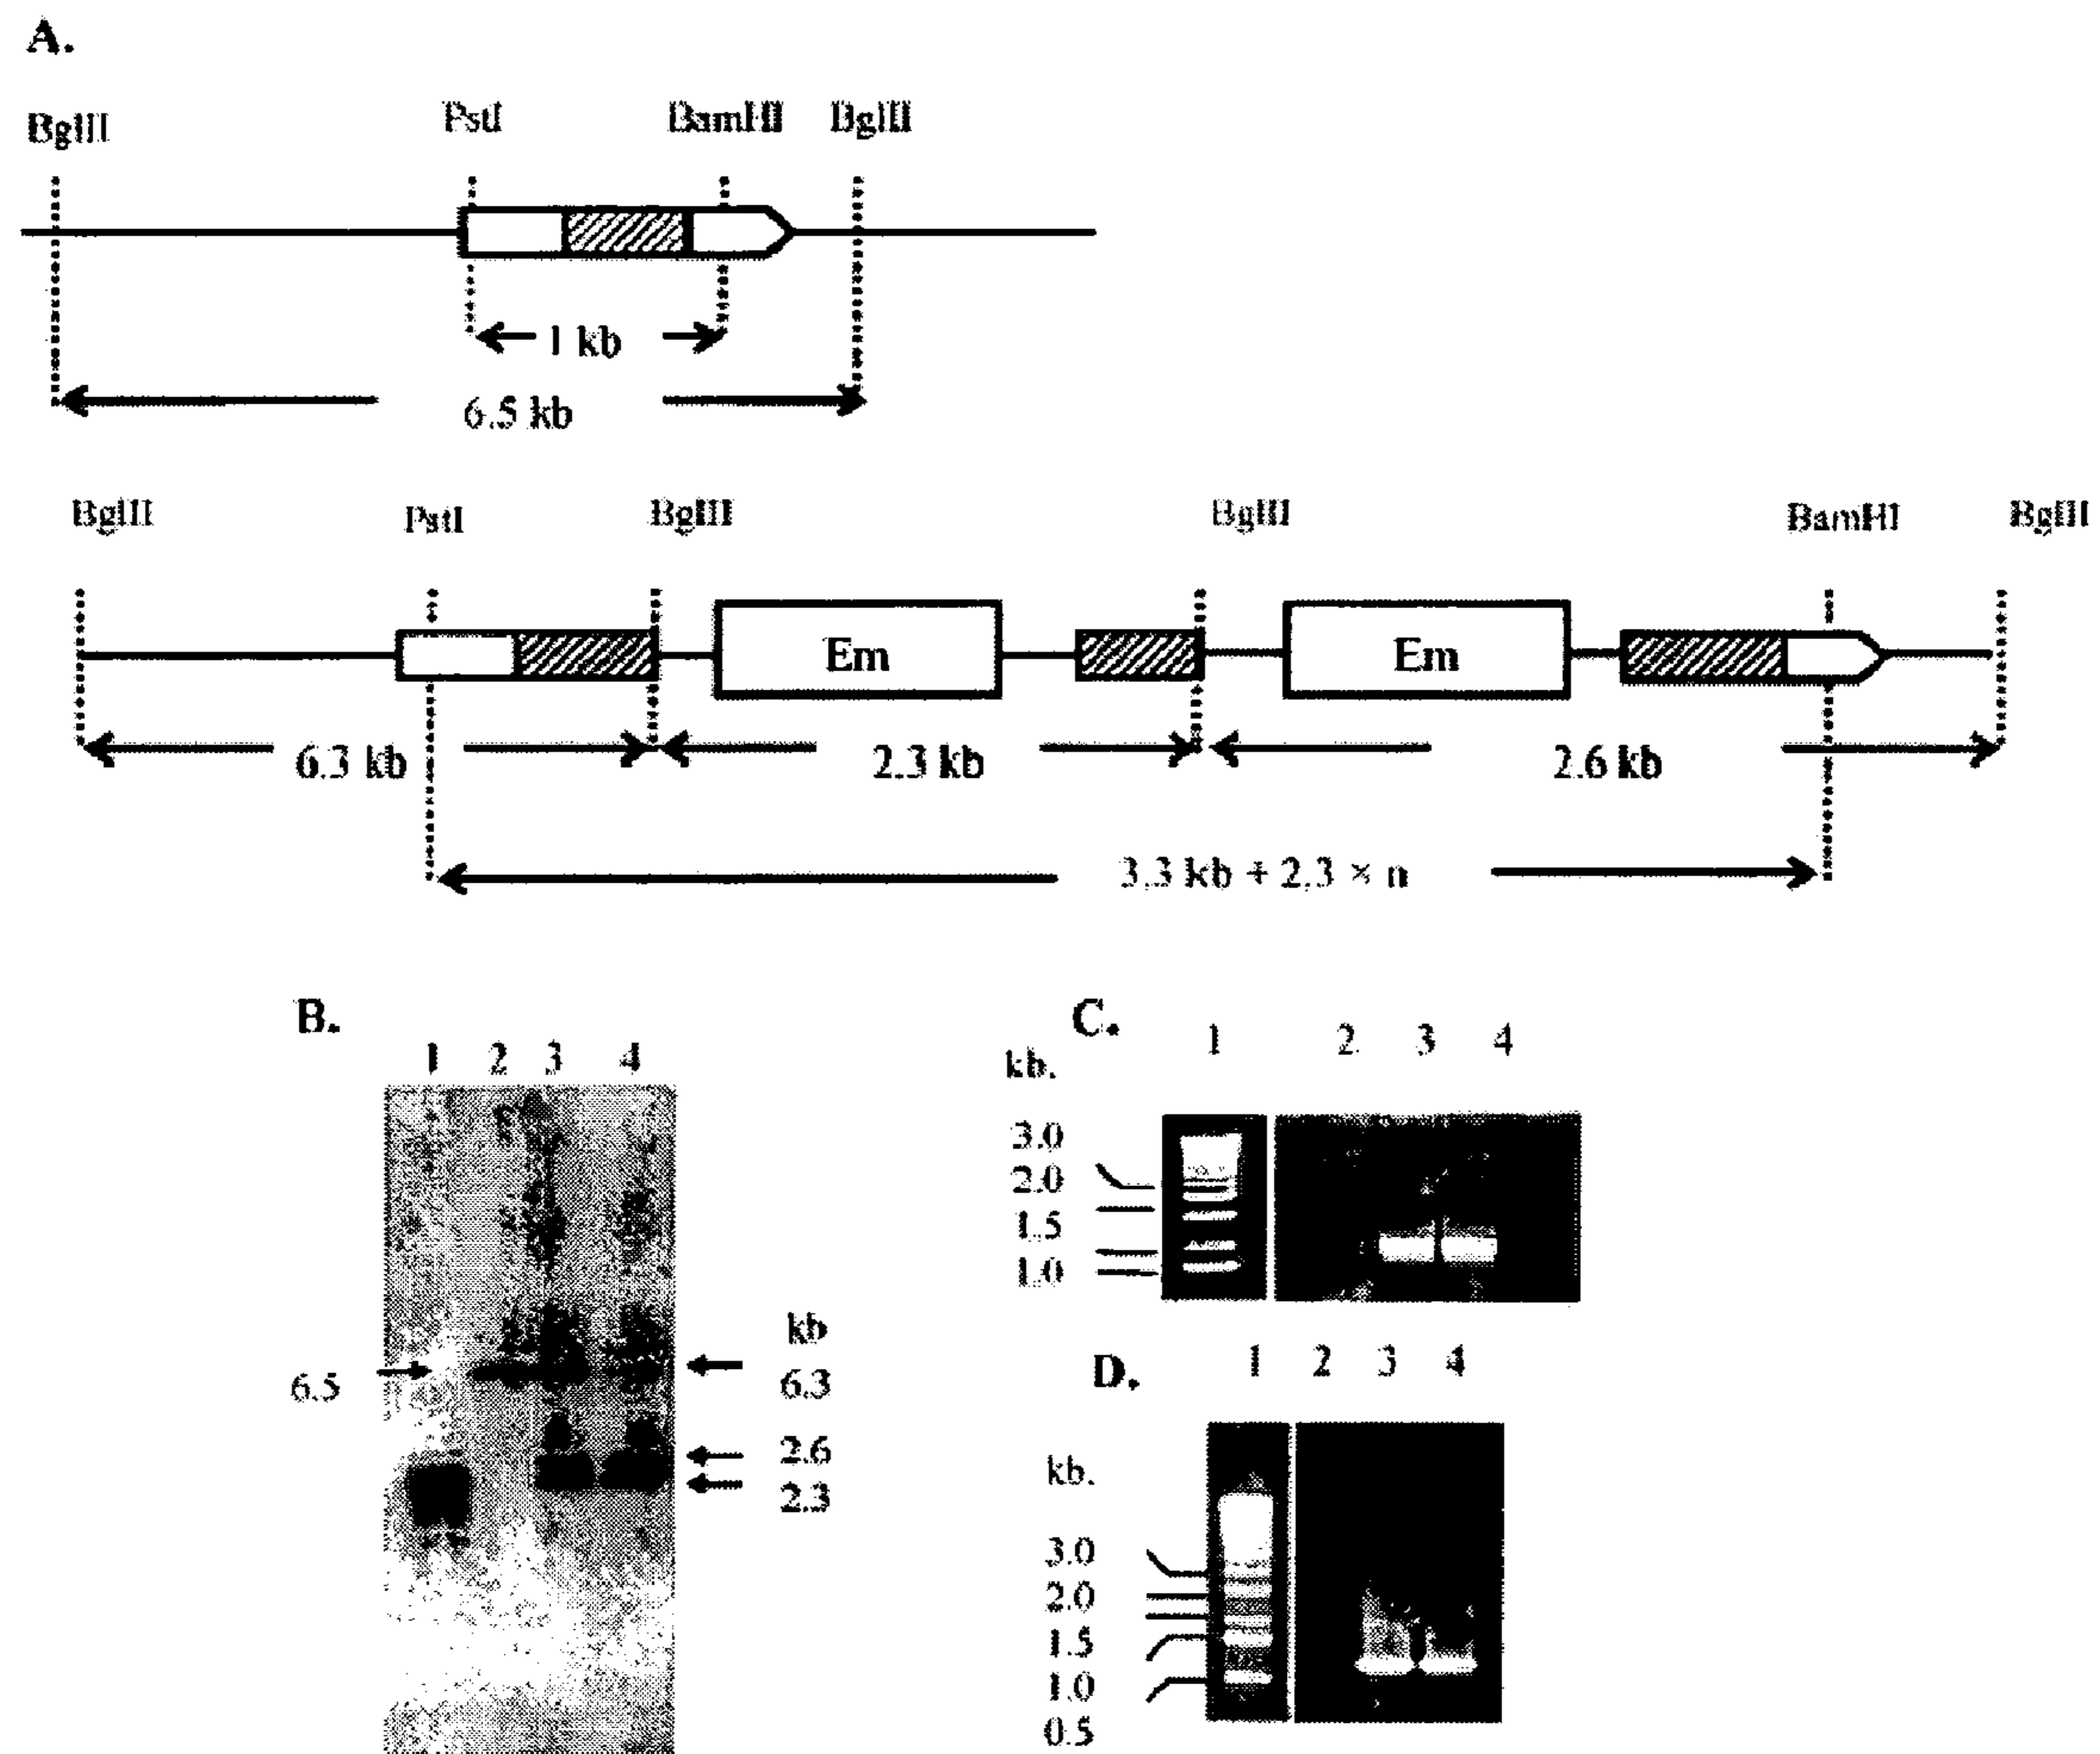 A.
BglII PstI BamHI BglII
1 kb
6.5 kb
BglII PstI BglII BglII BamHI BglII
Em Em
6.3 kb 2.3 kb 2.6 kb
3.3 kb + 2.3 × n
B.
1 2 3 4
kb
6.5
6.3
2.6
2.3
C.
1 2 3 4
kb.
3.0
2.0
1.5
1.0
D.
1 2 3 4
kb.
3.0
2.0
1.5
1.0
0.5